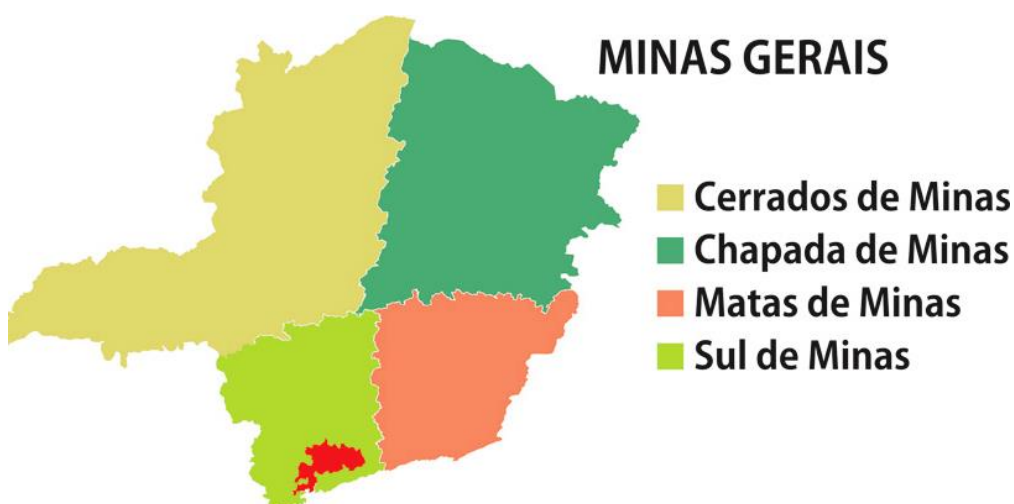 MINAS GERAIS
Cerrados de Minas
Chapada de Minas
Matas de Minas
Sul de Minas